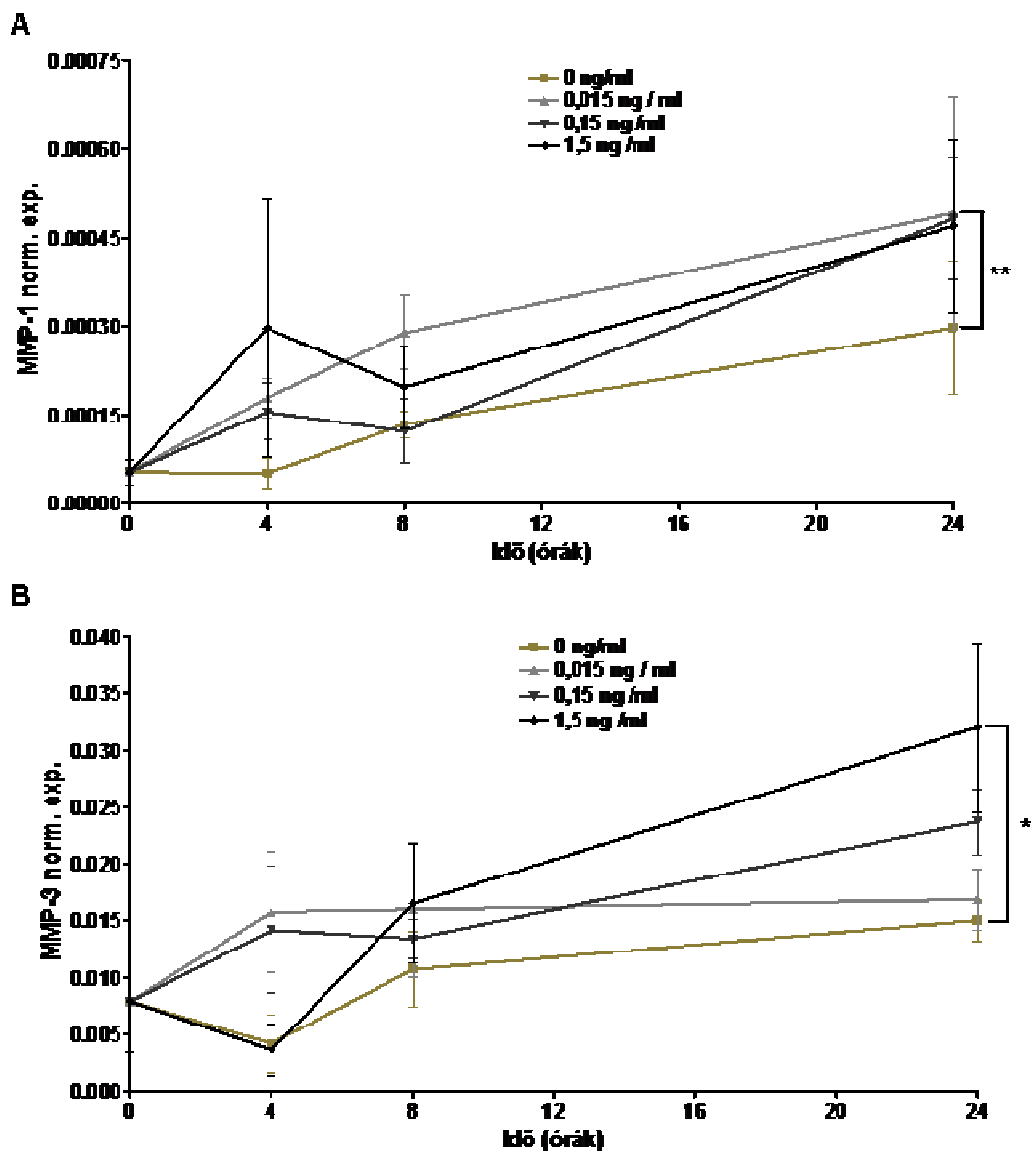 A
0.00075
0.00060
0.00045
0.00030
0.00015
0.00000
MMP-1 norm. exp.
0 ng/ml
0,015 ng / ml
0,15 ng /ml
1,5 ng /ml
**
0 4 8 12 16 20 24
Idő (órák)
B
0.040
0.035
0.030
0.025
0.020
0.015
0.010
0.005
0.000
MMP-3 norm. exp.
0 ng/ml
0,015 ng / ml
0,15 ng /ml
1,5 ng /ml
*
0 4 8 12 16 20 24
Idő (órák)